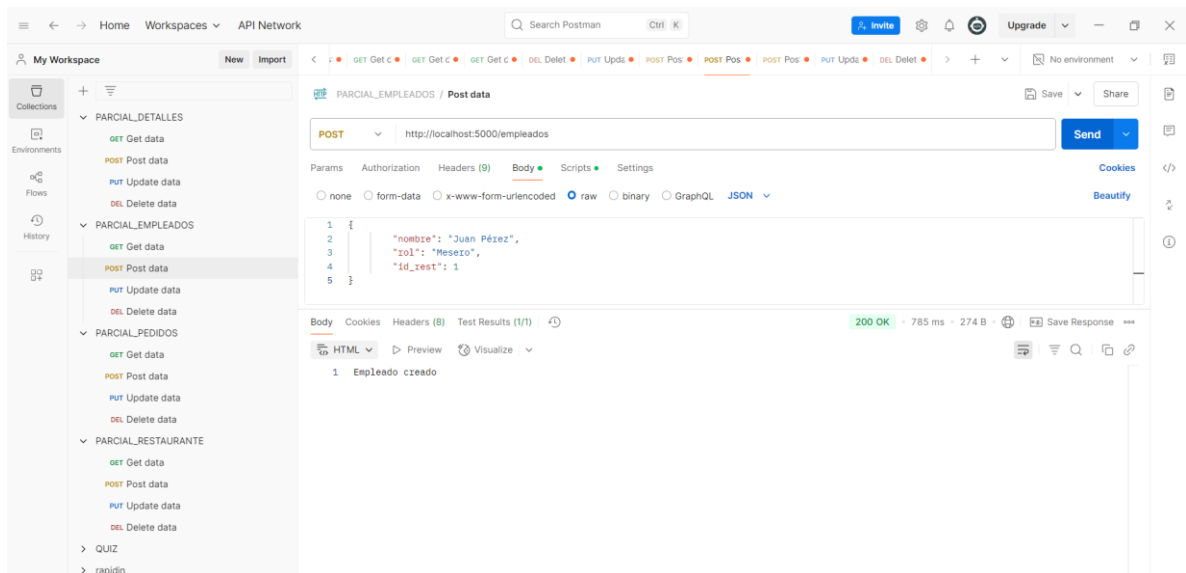 Home Workspaces API Network Search Postman Ctrl K Invite Upgrade
My Workspace New Import GET Get c GET Get c GET Get c DEL Delet PUT Upda POST Pos POST Pos POST Pos PUT Upda DEL Delet No environment
Collections
Environments
Flows
History
PARCIAL_DETALLES
GET Get data
POST Post data
PUT Update data
DEL Delete data
PARCIAL_EMPLEADOS
GET Get data
POST Post data
PUT Update data
DEL Delete data
PARCIAL_PEDIDOS
GET Get data
POST Post data
PUT Update data
DEL Delete data
PARCIAL_RESTAURANTE
GET Get data
POST Post data
PUT Update data
DEL Delete data
QUIZ
rapidin
HTTP PARCIAL_EMPLEADOS / Post data Save Share
POST http://localhost:5000/empleados Send
Params Authorization Headers (9) Body Scripts Settings Cookies
none form-data x-www-form-urlencoded raw binary GraphQL JSON Beautify
1 {
2 "nombre": "Juan Pérez",
3 "rol": "Mesero",
4 "id_rest": 1
5 }
Body Cookies Headers (8) Test Results (1/1) 200 OK • 785 ms • 274 B • Save Response
HTML Preview Visualize
1 Empleado creado